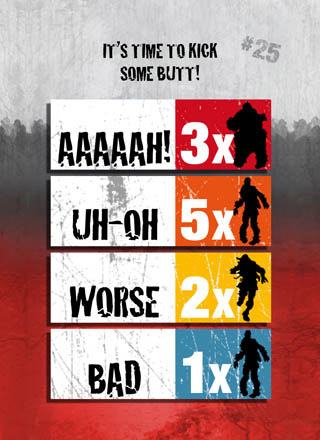 IT'S TIME TO KICK
SOME BUTT!
#25
AAAAAH! 3x
UH-OH 5x
WORSE 2x
BAD 1x